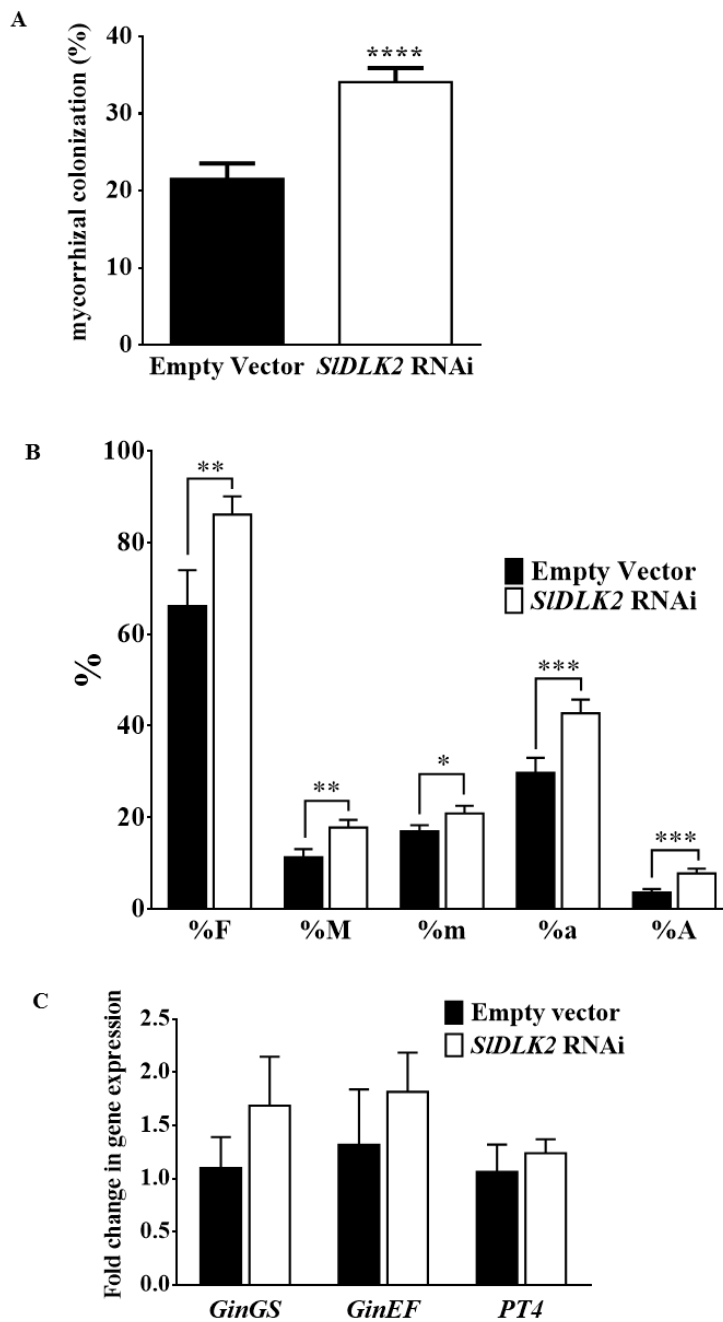 A
mycorrhizal colonization (%)
40
30
20
10
0
****
Empty Vector SlDLK2 RNAi
B
%
100
80
60
40
20
0
**
**
*
***
***
Empty Vector
SlDLK2 RNAi
%F %M %m %a %A
C
Fold change in gene expression
2.5
2.0
1.5
1.0
0.5
0.0
Empty vector
SlDLK2 RNAi
GinGS GinEF PT4